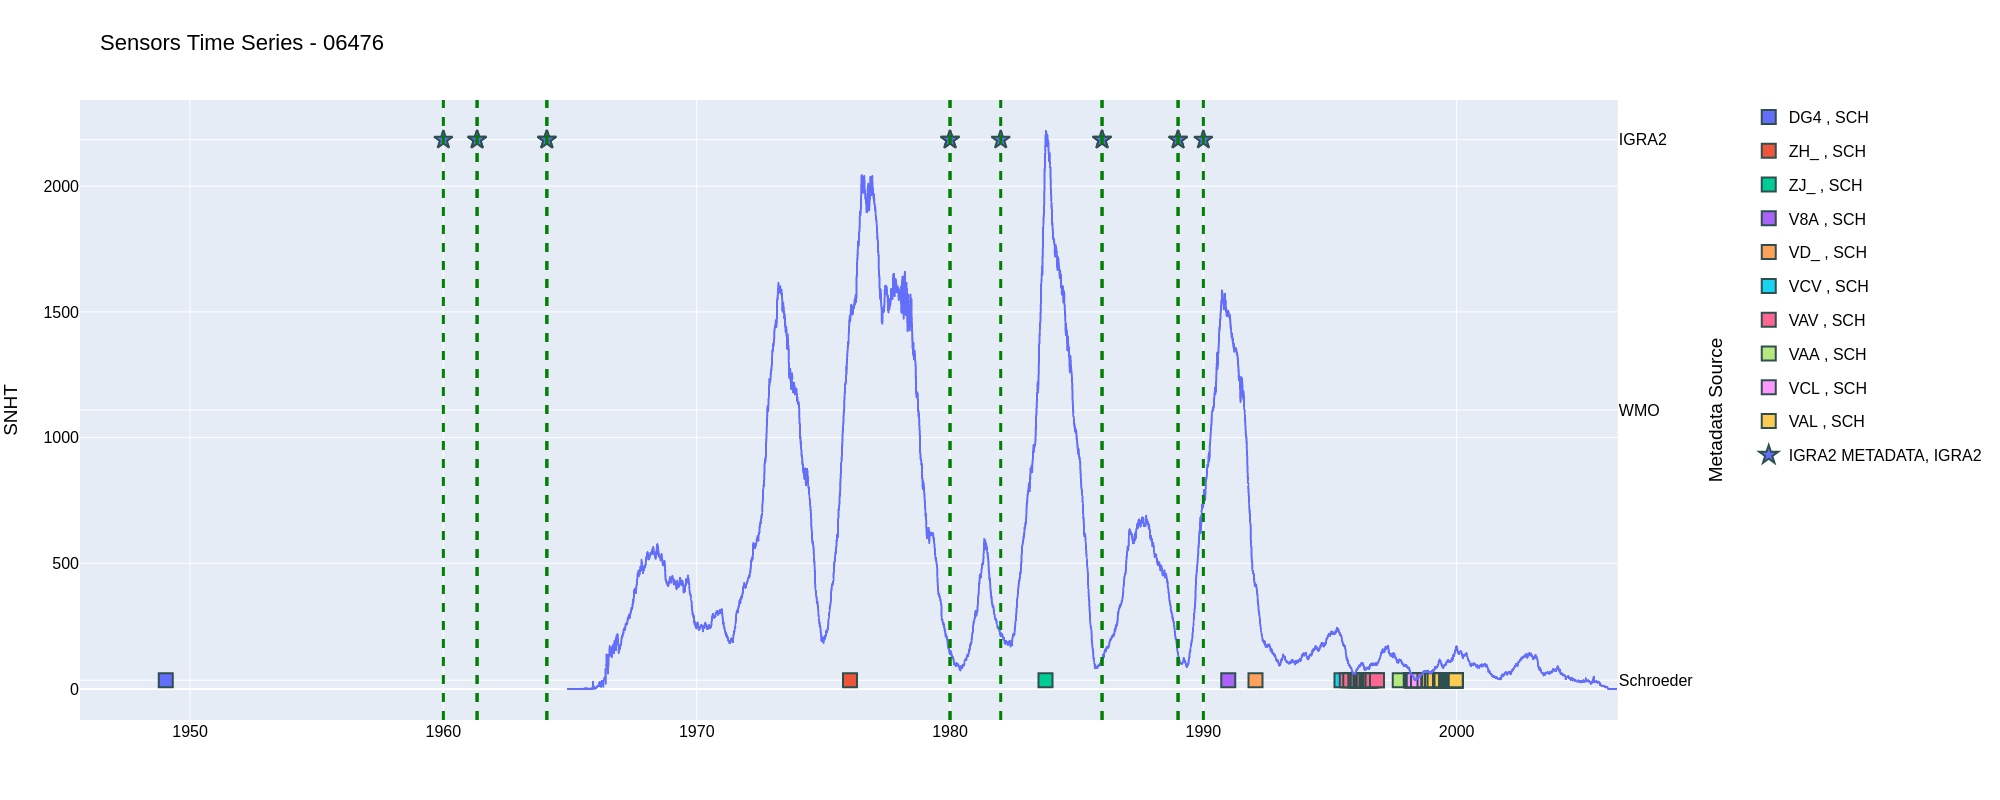 Sensors Time Series - 06476
SNHT
2000
1500
1000
500
0
1950
1960
1970
1980
1990
2000
IGRA2
WMO
Schroeder
Metadata Source
DG4 , SCH
ZH_ , SCH
ZJ_ , SCH
V8A , SCH
VD_ , SCH
VCV , SCH
VAV , SCH
VAA , SCH
VCL , SCH
VAL , SCH
IGRA2 METADATA, IGRA2